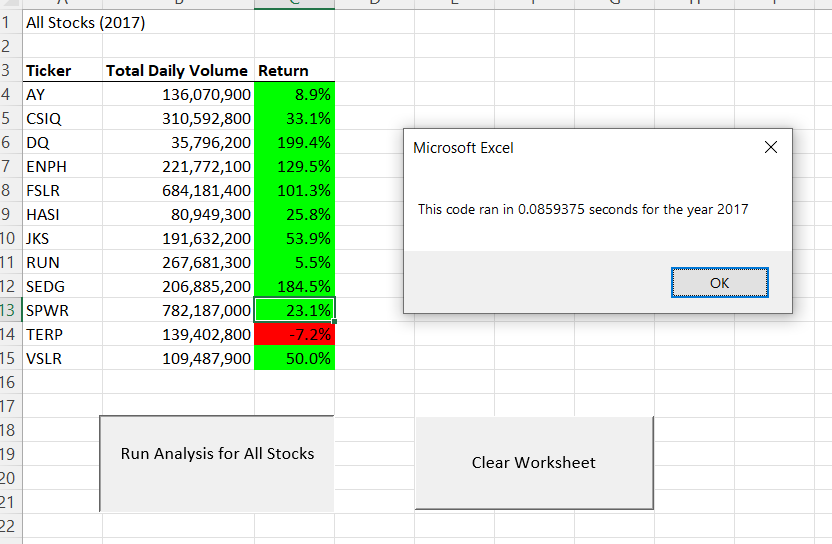 1 All Stocks (2017)
2
3 Ticker Total Daily Volume Return
4 AY 136,070,900 8.9%
5 CSIQ 310,592,800 33.1%
6 DQ 35,796,200 199.4%
7 ENPH 221,772,100 129.5%
8 FSLR 684,181,400 101.3%
9 HASI 80,949,300 25.8%
10 JKS 191,632,200 53.9%
11 RUN 267,681,300 5.5%
12 SEDG 206,885,200 184.5%
13 SPWR 782,187,000 23.1%
14 TERP 139,402,800 -7.2%
15 VSLR 109,487,900 50.0%
16
17
18
19
20
21
22
Microsoft Excel
This code ran in 0.0859375 seconds for the year 2017
OK
Run Analysis for All Stocks
Clear Worksheet